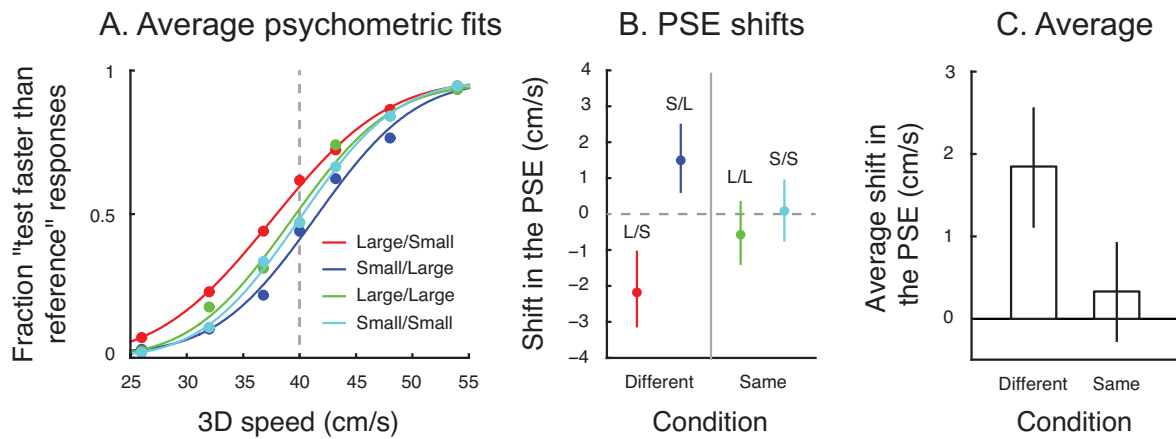 A. Average psychometric fits
Fraction "test faster than
reference" responses
1
0.5
0
25 30 35 40 45 50 55
3D speed (cm/s)
Large/Small
Small/Large
Large/Large
Small/Small
B. PSE shifts
Shift in the PSE (cm/s)
4
3
2
1
0
−1
−2
−3
−4
L/S
S/L
L/L
S/S
Different Same
Condition
C. Average
Average shift in
the PSE (cm/s)
3
2
1
0
Different Same
Condition